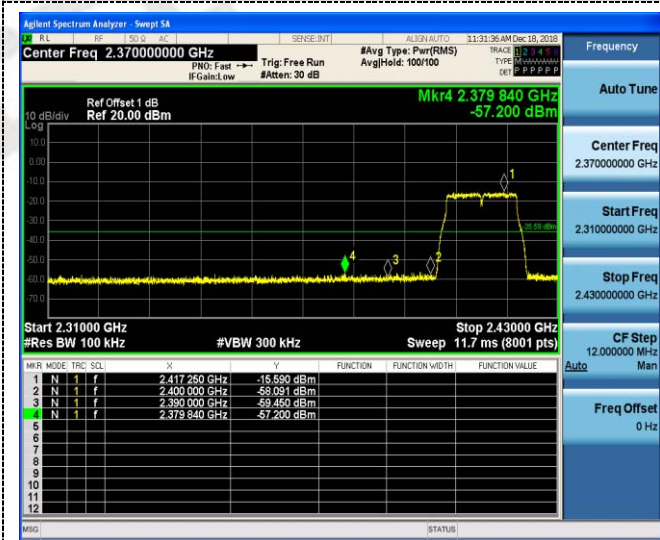 Agilent Spectrum Analyzer - Swept SA
RL RF 50 Ω AC SENSE:INT ALIGN AUTO 11:31:36 AM Dec 18, 2018
Center Freq 2.370000000 GHz #Avg Type: Pwr(RMS) TRACE 1 2 3 4 5 6
PNO: Fast Trig: Free Run Avg|Hold: 100/100 TYPE M
IFGain:Low #Atten: 30 dB DET P P P P P P
Mkr4 2.379 840 GHz
-57.200 dBm
Ref Offset 1 dB
10 dB/div Ref 20.00 dBm
Log
10.0
0.00
-10.0
-20.0
-30.0
-40.0
-50.0
-60.0
-70.0
1
2
3
4
-35.59 dBm
Start 2.31000 GHz Stop 2.43000 GHz
#Res BW 100 kHz #VBW 300 kHz Sweep 11.7 ms (8001 pts)
MKR MODE TRC SCL X Y FUNCTION FUNCTION WIDTH FUNCTION VALUE
1 N 1 f 2.417 250 GHz -15.590 dBm
2 N 1 f 2.400 000 GHz -58.091 dBm
3 N 1 f 2.390 000 GHz -59.450 dBm
4 N 1 f 2.379 840 GHz -57.200 dBm
5
6
7
8
9
10
11
12
MSG STATUS
Frequency
Auto Tune
Center Freq
2.370000000 GHz
Start Freq
2.310000000 GHz
Stop Freq
2.430000000 GHz
CF Step
12.000000 MHz
Auto Man
Freq Offset
0 Hz